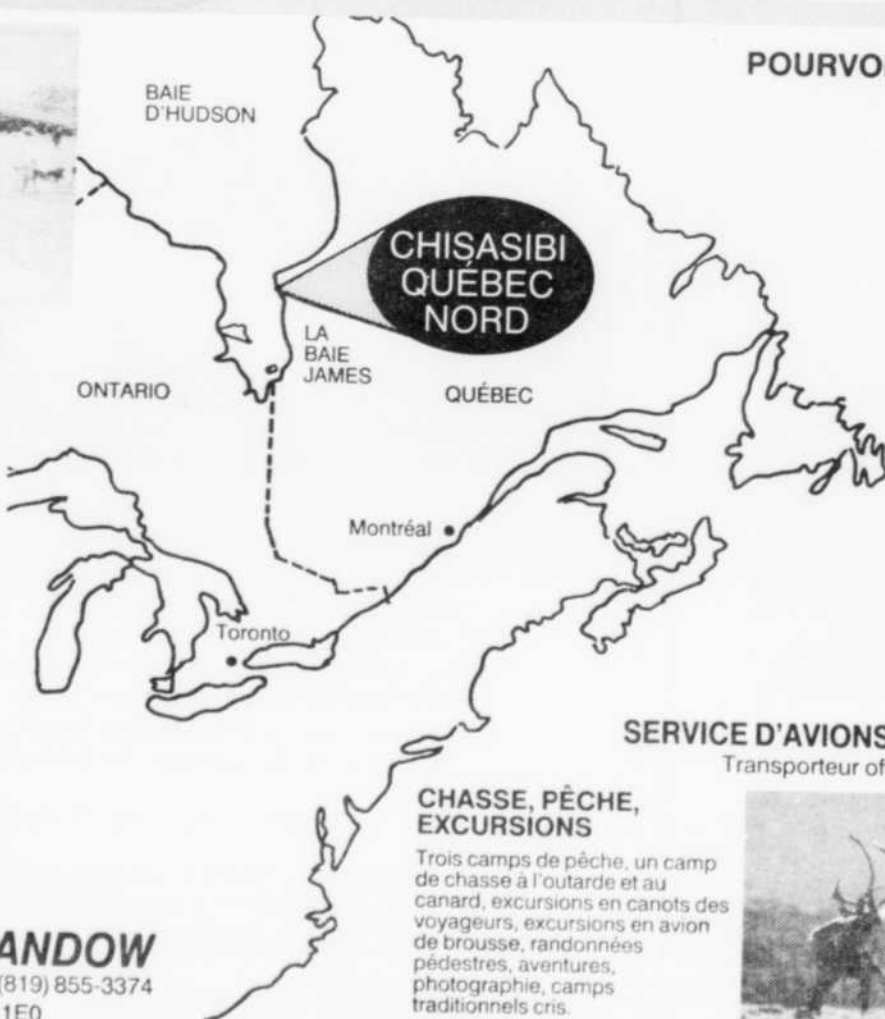 POURVOI
BAIE
D'HUDSON
CHISASIBI
QUÉBEC
NORD
LA
BAIE
JAMES
ONTARIO
QUÉBEC
Montréal
Toronto
SERVICE D'AVIONS
Transporteur of
CHASSE, PÊCHE,
EXCURSIONS
Trois camps de pêche, un camp
de chasse à l'outarde et au
canard, excursions en canots des
voyageurs, excursions en avion
de brousse, randonnées
pédestres, aventures,
photographie, camps
traditionnels cris.
ANDOW
(819) 855-3374
1E0